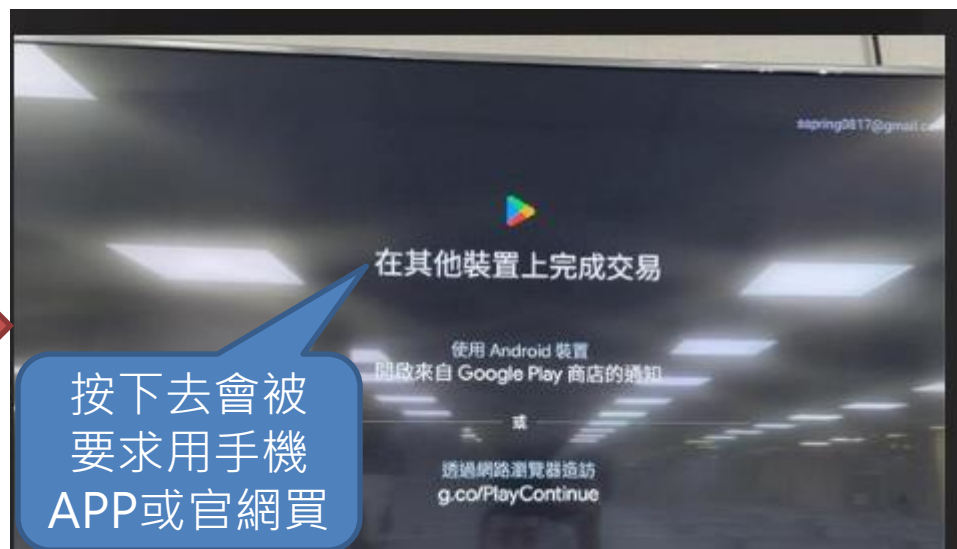 在其他裝置上完成交易
使用 Android 裝置
開啟來自 Google Play 商店的通知
或
透過網路瀏覽器造訪
g.co/PlayContinue
按下去會被
要求用手機
APP或官網買